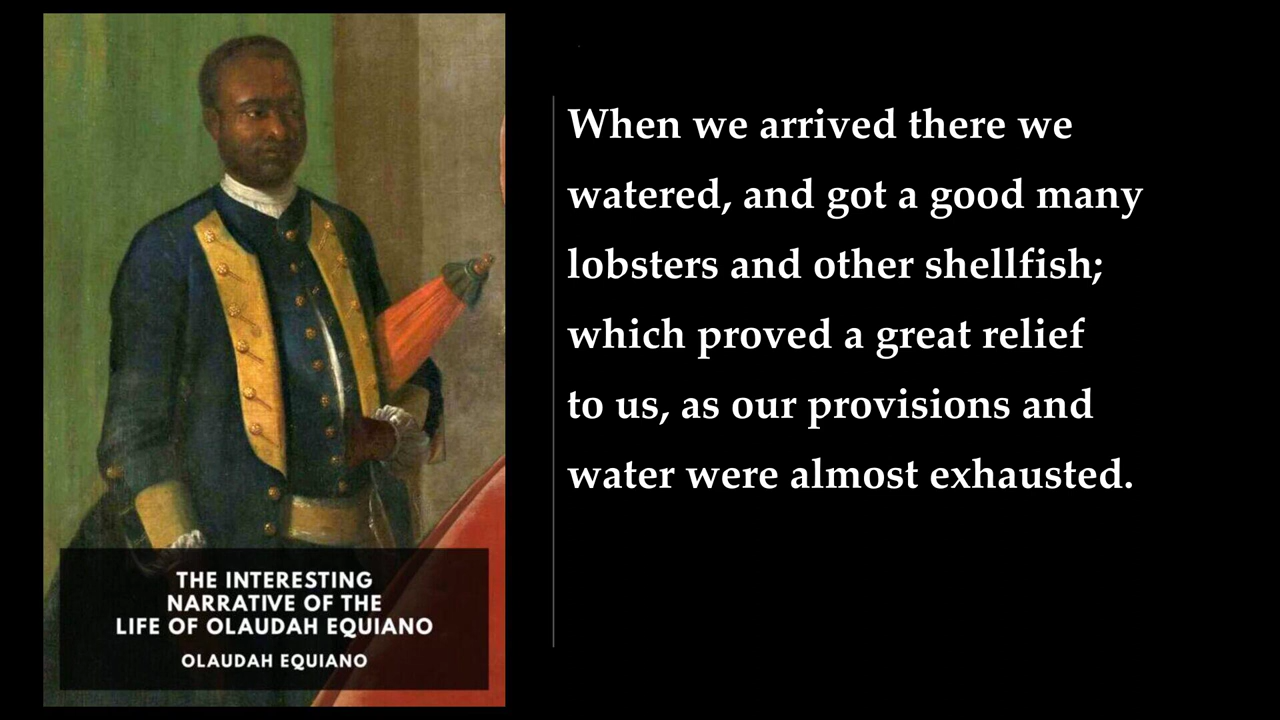 THE INTERESTING
NARRATIVE OF THE
LIFE OF OLAUDAH EQUIANO
OLAUDAH EQUIANO
When we arrived there we
watered, and got a good many
lobsters and other shellfish;
which proved a great relief
to us, as our provisions and
water were almost exhausted.